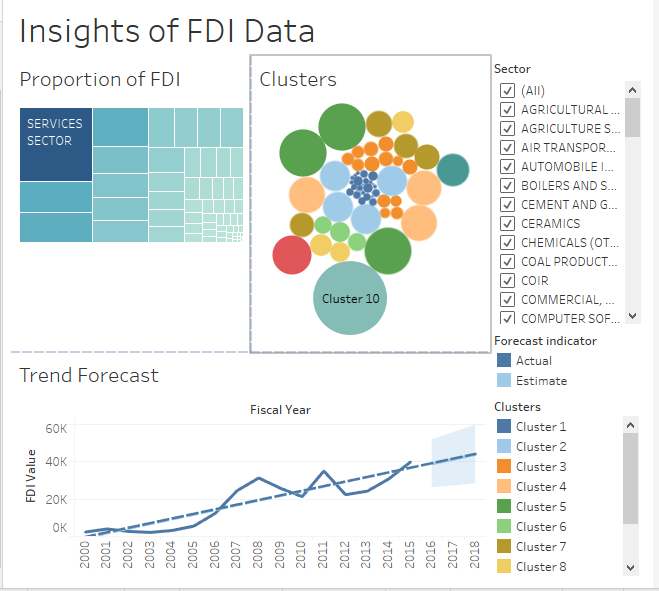 Insights of FDI Data
Proportion of FDI
SERVICES
SECTOR
Clusters
Cluster 10
Sector
(All)
AGRICULTURAL ...
AGRICULTURE S...
AIR TRANSPOR...
AUTOMOBILE I...
BOILERS AND S...
CEMENT AND G...
CERAMICS
CHEMICALS (OT...
COAL PRODUCT...
COIR
COMMERCIAL, ...
COMPUTER SOF...
Forecast indicator
Actual
Estimate
Clusters
Cluster 1
Cluster 2
Cluster 3
Cluster 4
Cluster 5
Cluster 6
Cluster 7
Cluster 8
Trend Forecast
Fiscal Year
FDI Value
60K
40K
20K
0K
2000
2001
2002
2003
2004
2005
2006
2007
2008
2009
2010
2011
2012
2013
2014
2015
2016
2017
2018